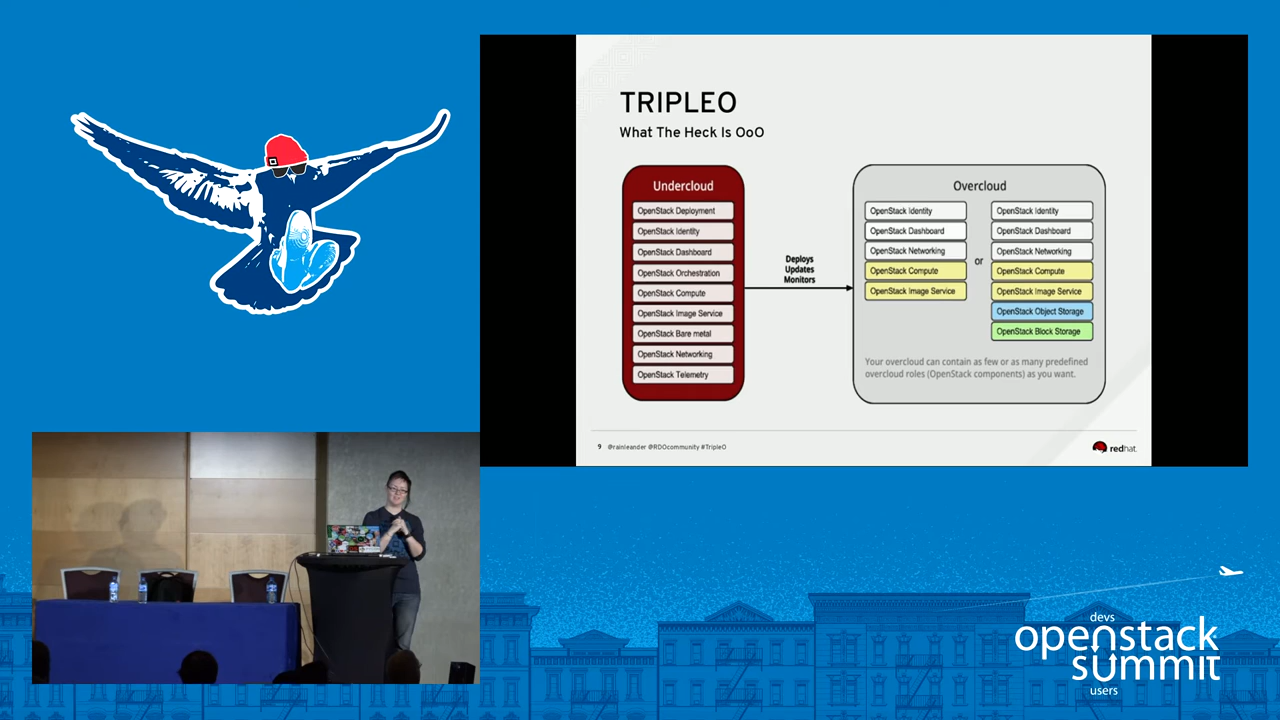 TRIPLEO
What The Heck Is OoO
Undercloud
OpenStack Deployment
OpenStack Identity
OpenStack Dashboard
OpenStack Orchestration
OpenStack Compute
OpenStack Image Service
OpenStack Bare metal
OpenStack Networking
OpenStack Telemetry
Deploys
Updates
Monitors
Overcloud
OpenStack Identity
OpenStack Dashboard
OpenStack Networking
OpenStack Compute
OpenStack Image Service
or
OpenStack Identity
OpenStack Dashboard
OpenStack Networking
OpenStack Compute
OpenStack Image Service
OpenStack Object Storage
OpenStack Block Storage
Your overcloud can contain as few or as many predefined
overcloud roles (OpenStack components) as you want.
9 @rainleander @RDOcommunity #TripleO
redhat.
devs
openstack
summit
users